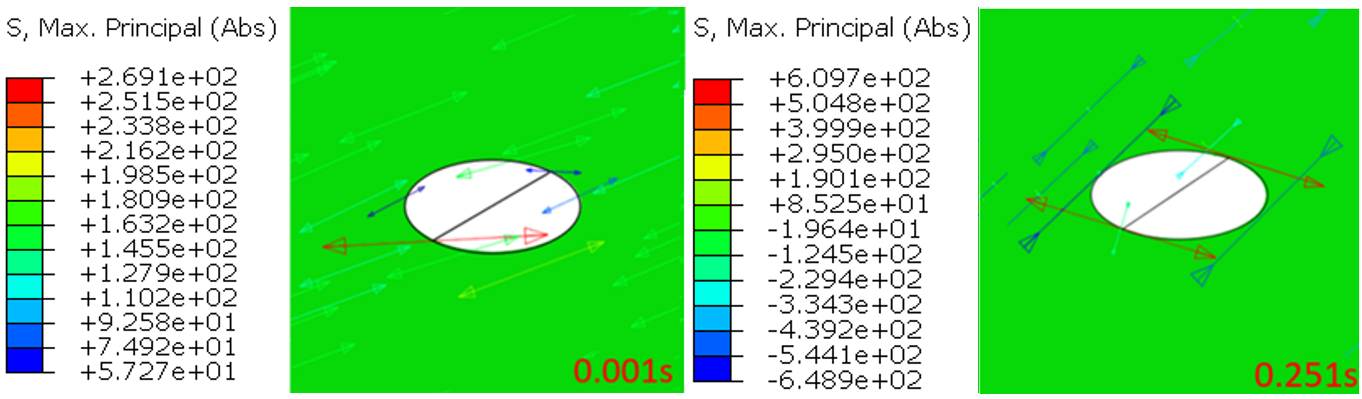 S, Max. Principal (Abs)
+2.691e+02
+2.515e+02
+2.338e+02
+2.162e+02
+1.985e+02
+1.809e+02
+1.632e+02
+1.455e+02
+1.279e+02
+1.102e+02
+9.258e+01
+7.492e+01
+5.727e+01
0.001s
S, Max. Principal (Abs)
+6.097e+02
+5.048e+02
+3.999e+02
+2.950e+02
+1.901e+02
+8.525e+01
-1.964e+01
-1.245e+02
-2.294e+02
-3.343e+02
-4.392e+02
-5.441e+02
-6.489e+02
0.251s